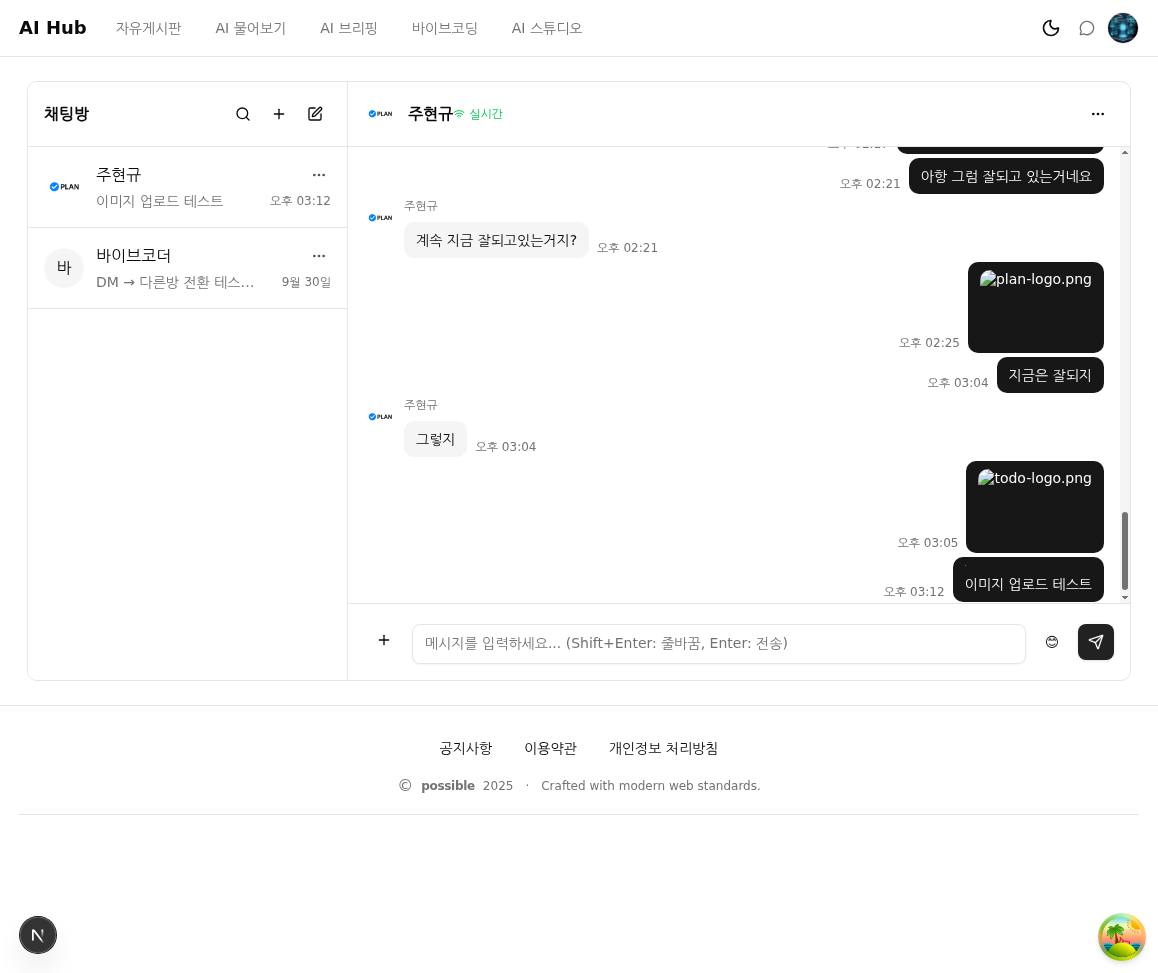 AI Hub
자유게시판
AI 물어보기
AI 브리핑
바이브코딩
AI 스튜디오
채팅방
PLAN
주현규
이미지 업로드 테스트
오후 03:12
바
바이브코더
DM → 다른방 전환 테스...
9월 30일
PLAN
주현규
실시간
아항 그럼 잘되고 있는거네요
오후 02:21
주현규
PLAN
계속 지금 잘되고있는거지?
오후 02:21
plan-logo.png
오후 02:25
지금은 잘되지
오후 03:04
주현규
PLAN
그렇지
오후 03:04
todo-logo.png
오후 03:05
이미지 업로드 테스트
오후 03:12
메시지를 입력하세요... (Shift+Enter: 줄바꿈, Enter: 전송)
공지사항
이용약관
개인정보 처리방침
© possible 2025 · Crafted with modern web standards.
N